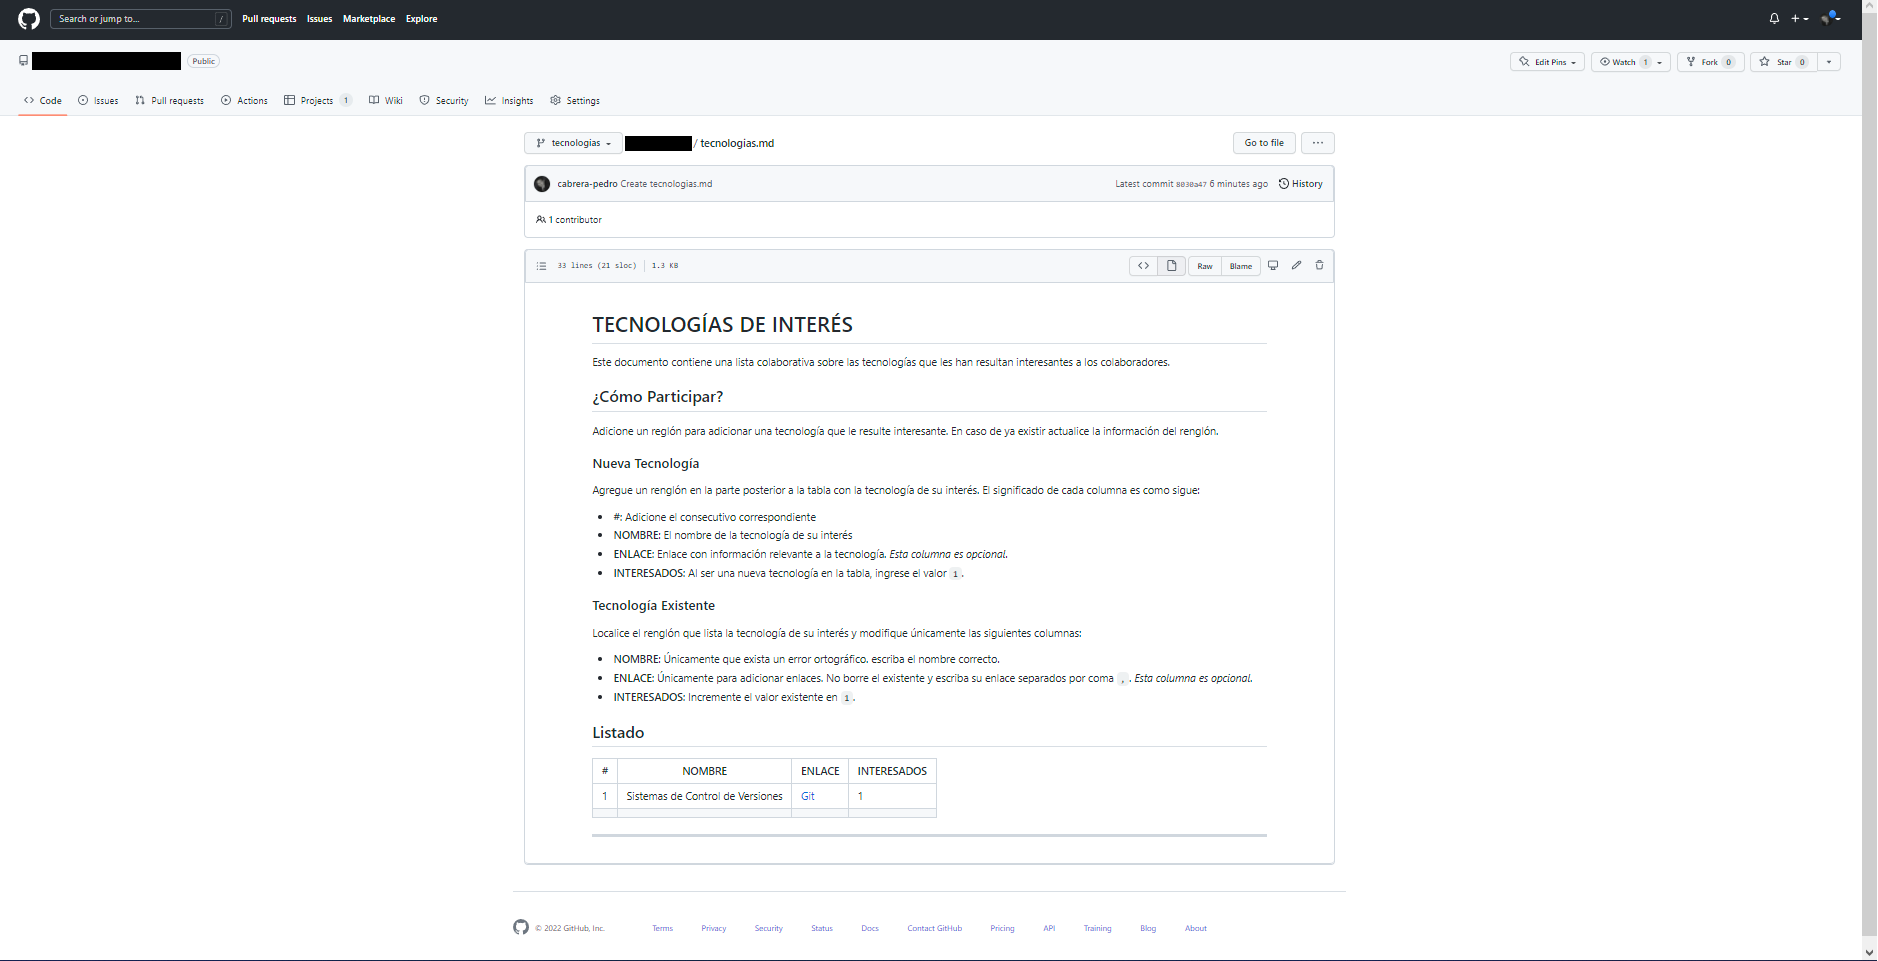 Search or jump to... /
Pull requests Issues Marketplace Explore
Public
Edit Pins Watch 1 Fork 0 Star 0
Code Issues Pull requests Actions Projects 1 Wiki Security Insights Settings
tecnologias / tecnologias.md Go to file ...
cabrera-pedro Create tecnologias.md Latest commit 8030a47 6 minutes ago History
1 contributor
33 lines (21 sloc) 1.3 KB <> Raw Blame
TECNOLOGÍAS DE INTERÉS
Este documento contiene una lista colaborativa sobre las tecnologías que les han resultan interesantes a los colaboradores.
¿Cómo Participar?
Adicione un región para adicionar una tecnología que le resulte interesante. En caso de ya existir actualice la información del renglón.
Nueva Tecnología
Agregue un renglón en la parte posterior a la tabla con la tecnología de su interés. El significado de cada columna es como sigue:
• #: Adicione el consecutivo correspondiente
• NOMBRE: El nombre de la tecnología de su interés
• ENLACE: Enlace con información relevante a la tecnología. Esta columna es opcional.
• INTERESADOS: Al ser una nueva tecnología en la tabla, ingrese el valor 1.
Tecnología Existente
Localice el renglón que lista la tecnología de su interés y modifique únicamente las siguientes columnas:
• NOMBRE: Únicamente que exista un error ortográfico. escriba el nombre correcto.
• ENLACE: Únicamente para adicionar enlaces. No borre el existente y escriba su enlace separados por coma , . Esta columna es opcional.
• INTERESADOS: Incremente el valor existente en 1.
Listado
# NOMBRE ENLACE INTERESADOS
1 Sistemas de Control de Versiones Git 1
© 2022 GitHub, Inc. Terms Privacy Security Status Docs Contact GitHub Pricing API Training Blog About